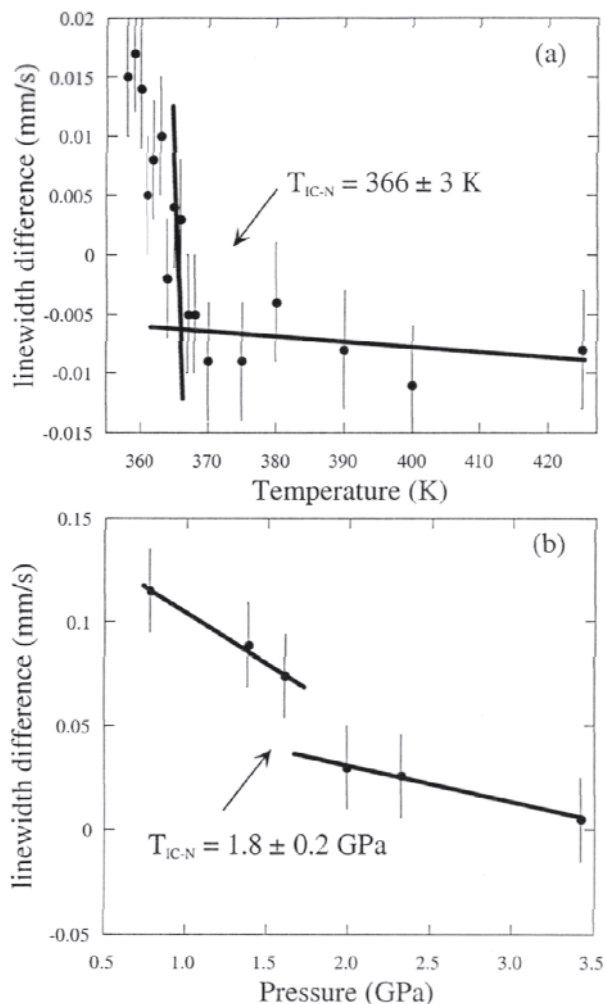 0.02
(a)
0.015
0.01
0.005
T_IC-N = 366 ± 3 K
0
-0.005
-0.01
-0.015
linewidth difference (mm/s)
360 370 380 390 400 410 420
Temperature (K)
0.15
(b)
0.1
0.05
0
T_IC-N = 1.8 ± 0.2 GPa
-0.05
linewidth difference (mm/s)
0.5 1.0 1.5 2.0 2.5 3.0 3.5
Pressure (GPa)